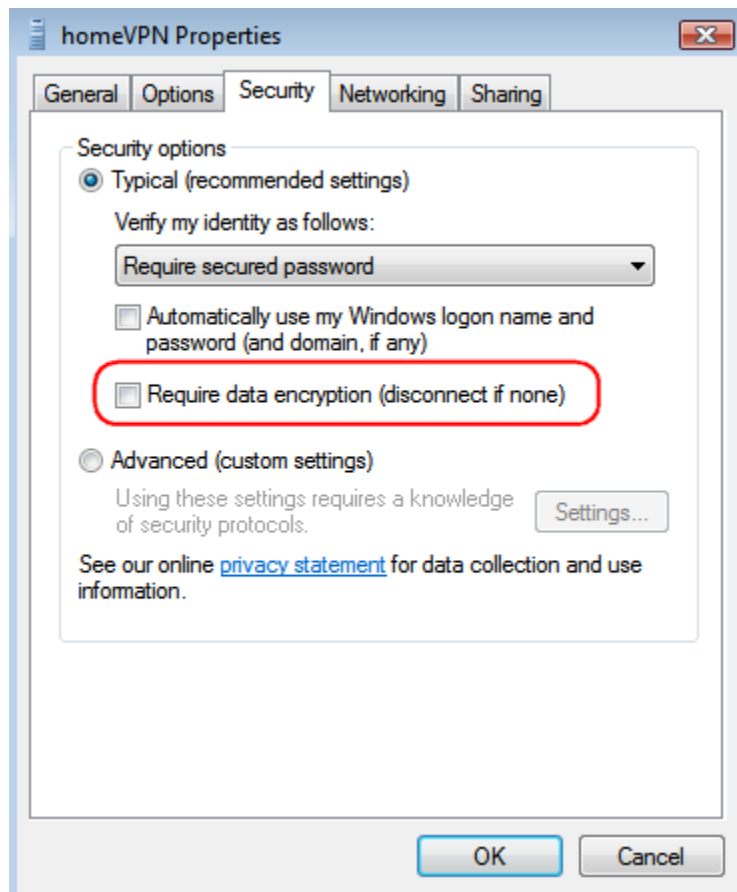 homeVPN Properties
General Options Security Networking Sharing
Security options
Typical (recommended settings)
Verify my identity as follows:
Require secured password
Automatically use my Windows logon name and
password (and domain, if any)
Require data encryption (disconnect if none)
Advanced (custom settings)
Using these settings requires a knowledge
of security protocols.
Settings...
See our online privacy statement for data collection and use
information.
OK Cancel